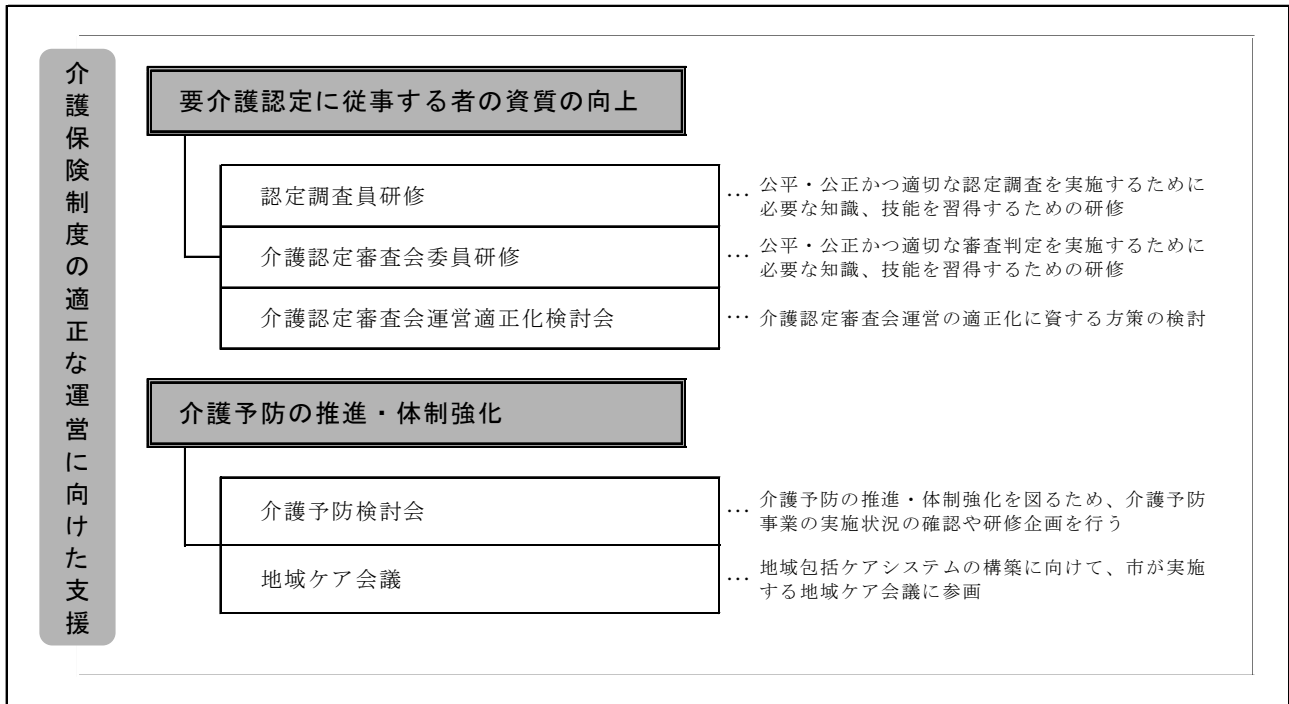 介護保険制度の適正な運営に向けた支援
要介護認定に従事する者の資質の向上
認定調査員研修
… 公平・公正かつ適切な認定調査を実施するために
必要な知識、技能を習得するための研修
介護認定審査会委員研修
… 公平・公正かつ適切な審査判定を実施するために
必要な知識、技能を習得するための研修
介護認定審査会運営適正化検討会
… 介護認定審査会運営の適正化に資する方策の検討
介護予防の推進・体制強化
介護予防検討会
… 介護予防の推進・体制強化を図るため、介護予防
事業の実施状況の確認や研修企画を行う
地域ケア会議
… 地域包括ケアシステムの構築に向けて、市が実施
する地域ケア会議に参画